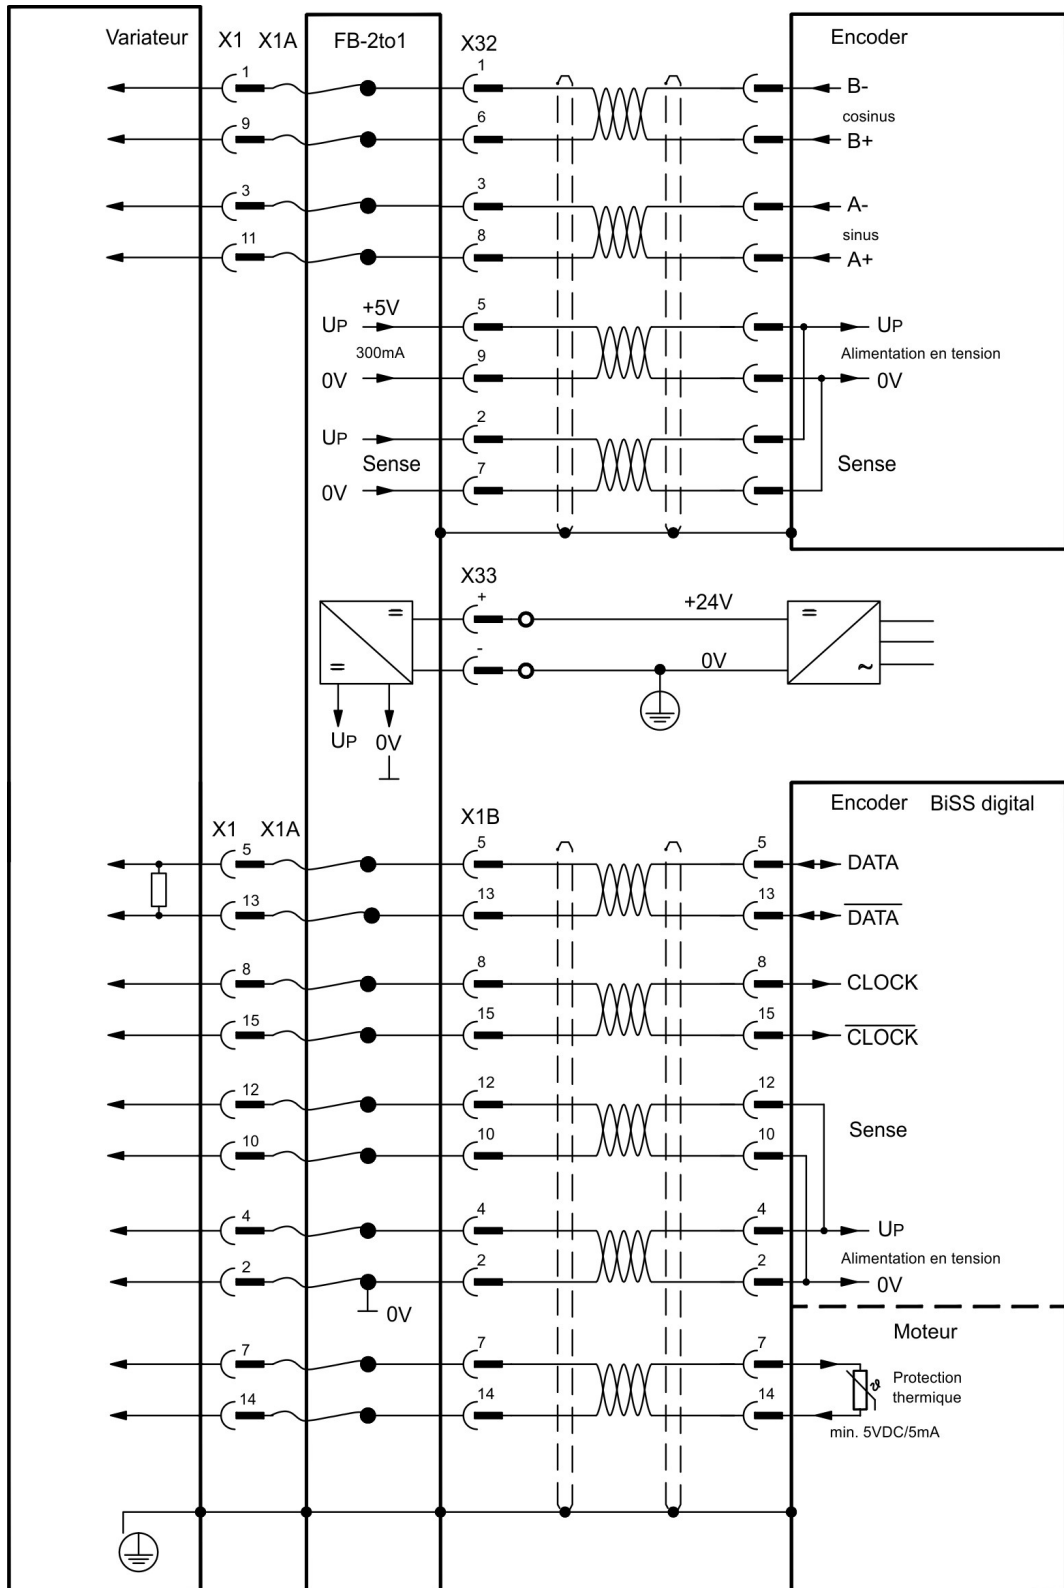 Variateur X1 X1A FB-2to1 X32 Encoder
1 1 B-
cosinus
9 6 B+
3 3 A-
sinus
11 8 A+
UP +5V 5 UP
300mA Alimentation en tension
0V 9 0V
UP 2
Sense Sense
0V 7
X33
+ +24V
=
=
=
~
- 0V
UP 0V
Encoder BiSS digital
X1 X1A X1B
5 5 5 DATA
13 13 13 DATA
8 8 8 CLOCK
15 15 15 CLOCK
12 12 12
Sense
10 10 10
4 4 4 UP
Alimentation en tension
2 2 2 0V
0V
Moteur
7 7 7
Protection
ϑ
thermique
14 14 14
min. 5VDC/5mA